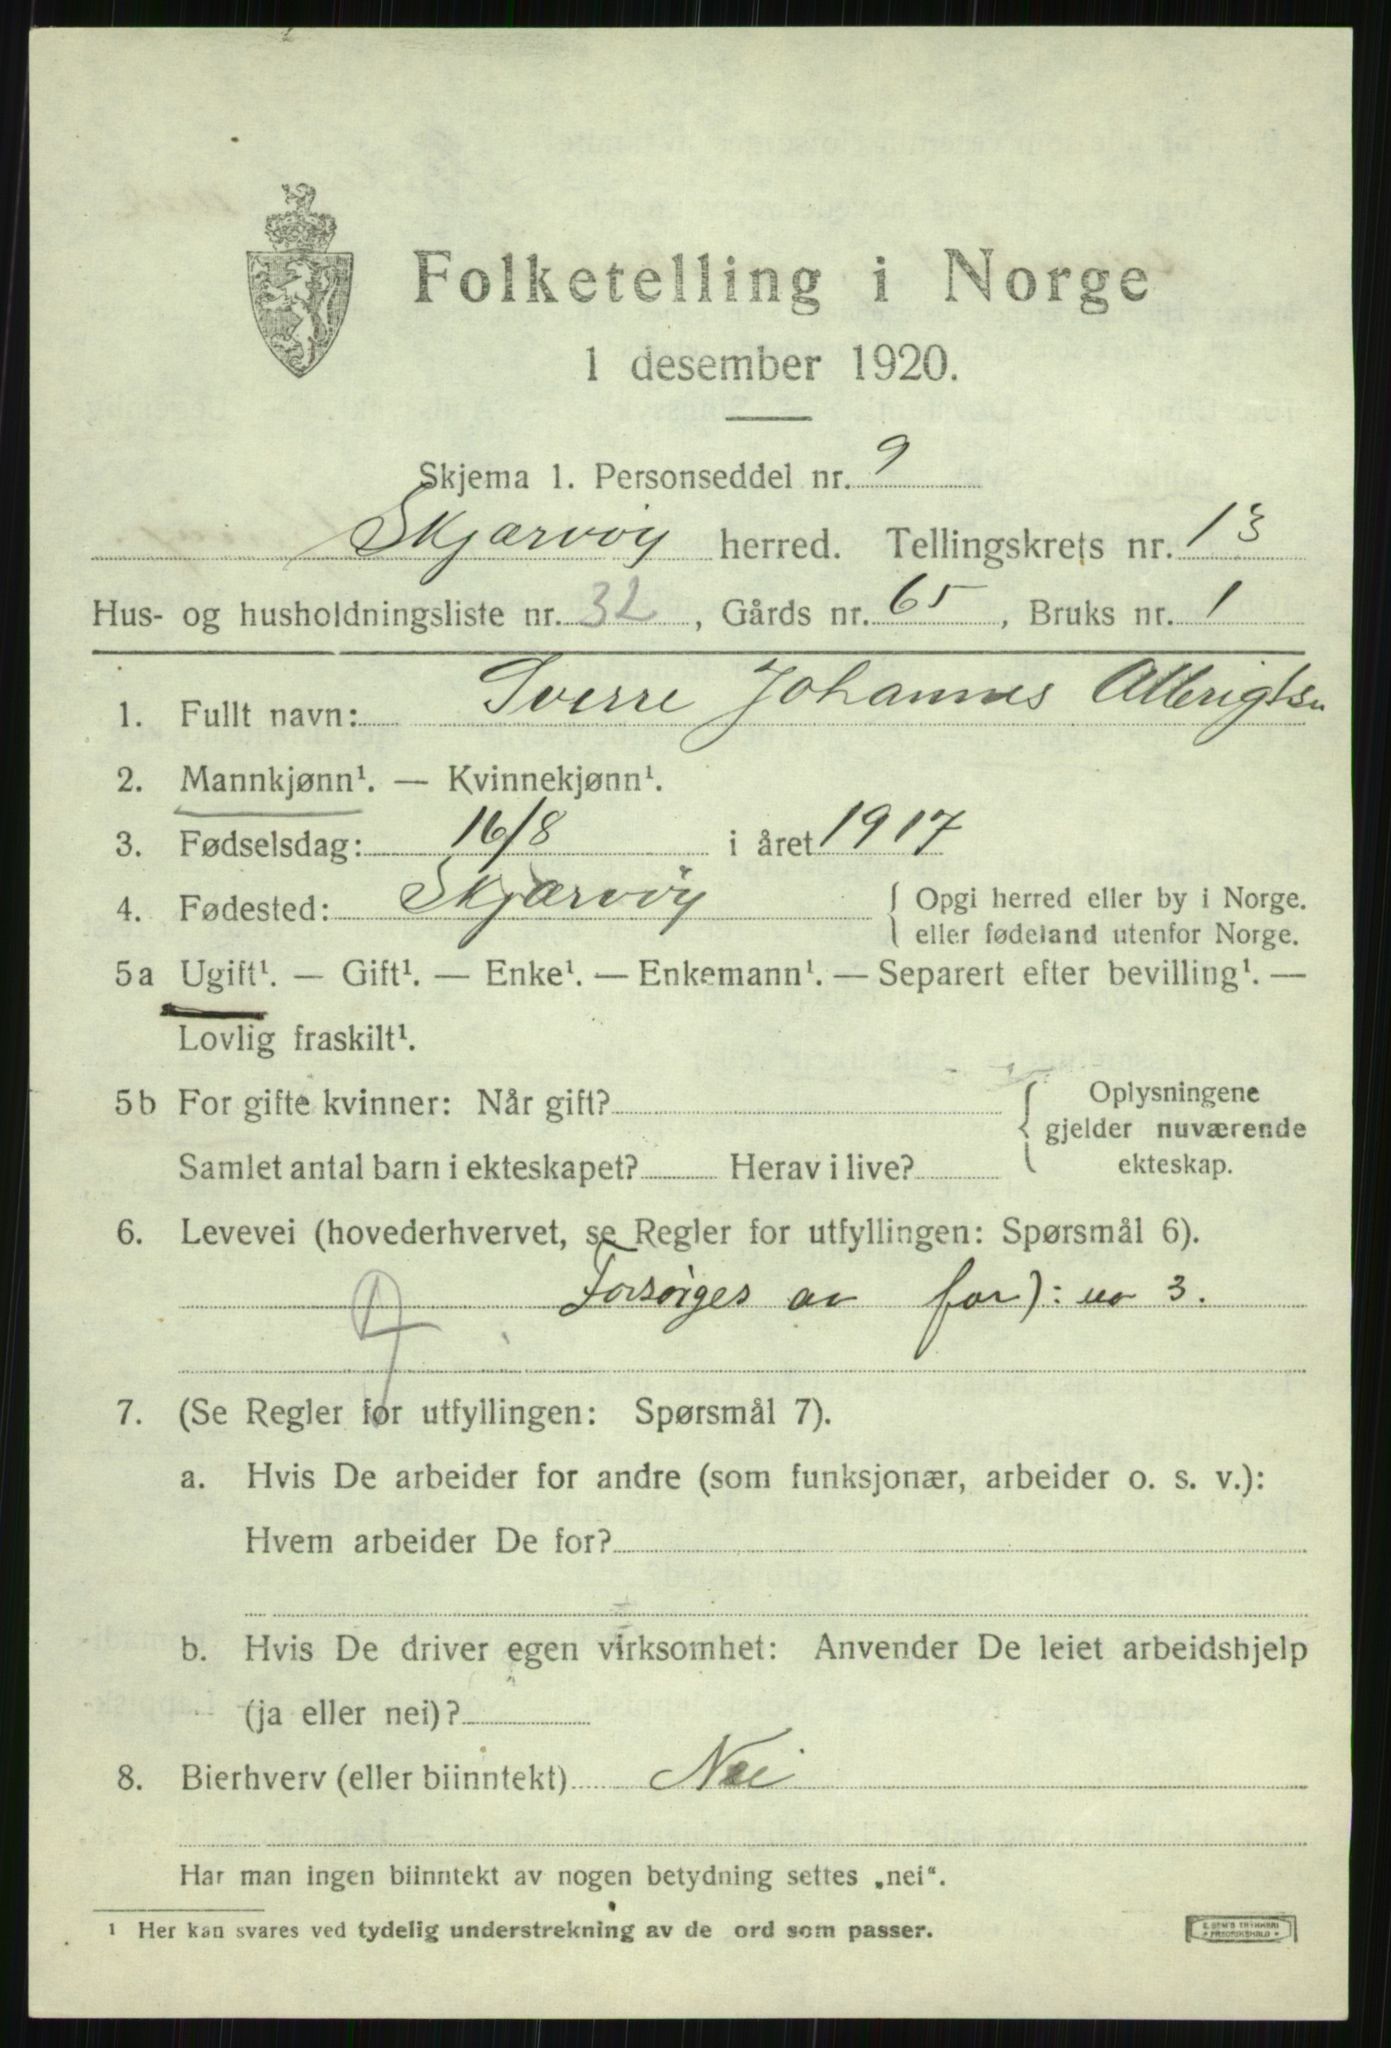 Folketelling i Norge
1 desember 1920.
Skjema 1. Personseddel nr. 9
Skjærvöy herred. Tellingskrets nr. 13
Hus- og husholdningsliste nr. 32, Gårds nr. 65, Bruks nr. 1
1. Fullt navn: Sverre Johannes Albrigtsn
2. Mannkjønn¹. — Kvinnekjønn¹.
3. Fødselsdag: 16/8 i året 1917
4. Fødested: Skjærvöy { Opgi herred eller by i Norge.
eller fødeland utenfor Norge.
5a Ugift¹. — Gift¹. — Enke¹. — Enkemann¹. — Separert efter bevilling¹. —
Lovlig fraskilt¹.
5b For gifte kvinner: Når gift? { Oplysningene
gjelder nuværende
Samlet antal barn i ekteskapet? Herav i live? ekteskap.
6. Levevei (hovederhvervet, se Regler for utfyllingen: Spørsmål 6).
Forsörges av far): no 3.
7. (Se Regler før utfyllingen: Spørsmål 7).
a. Hvis De arbeider for andre (som funksjonær, arbeider o. s. v.):
Hvem arbeider De for?
b. Hvis De driver egen virksomhet: Anvender De leiet arbeidshjelp
(ja eller nei)?
8. Bierhverv (eller biinntekt) Nei
Har man ingen biinntekt av nogen betydning settes „nei“.
¹ Her kan svares ved tydelig understrekning av de ord som passer.